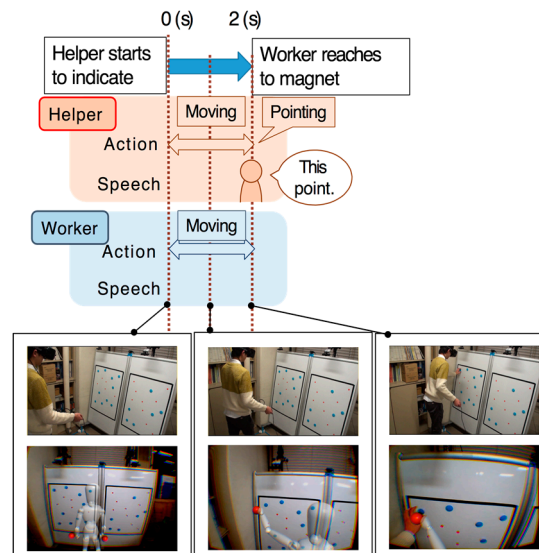 0 (s) 2 (s)
Helper starts
to indicate
Worker reaches
to magnet
Helper
Moving
Pointing
Action
Speech
This
point.
Worker
Moving
Action
Speech